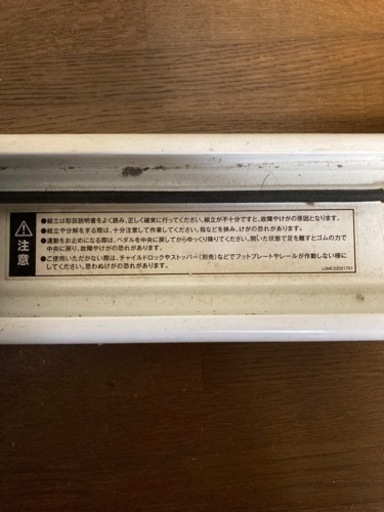 注意
●組立は取扱説明書をよく読み、正しく確実に行ってください。組立が不十分ですと、故障やけがの原因となります。
●組立や分解をする際は、十分注意して作業してください。指などを挟み、けがの恐れがあります。
●運動をお止めになる際は、ペダルを中央に戻してからゆっくり降りてください。開いた状態で足を離すとゴムの力で
中央に戻り、故障やけがの恐れがあります。
●ご使用いただかない際は、チャイルドロックやストッパー(別売)などでフットプレートやレールが作動しない様に
してください。思わぬけがの恐れがあります。